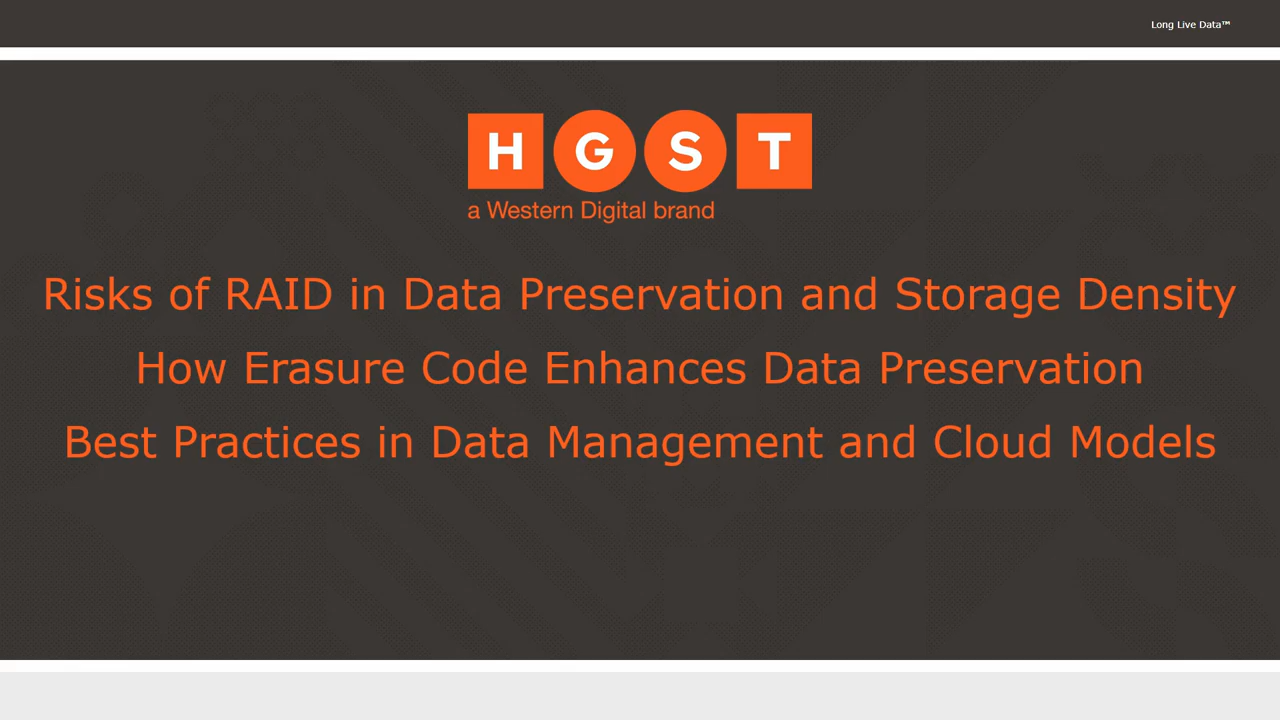 Long Live Data™
HGST
a Western Digital brand
Risks of RAID in Data Preservation and Storage Density
How Erasure Code Enhances Data Preservation
Best Practices in Data Management and Cloud Models